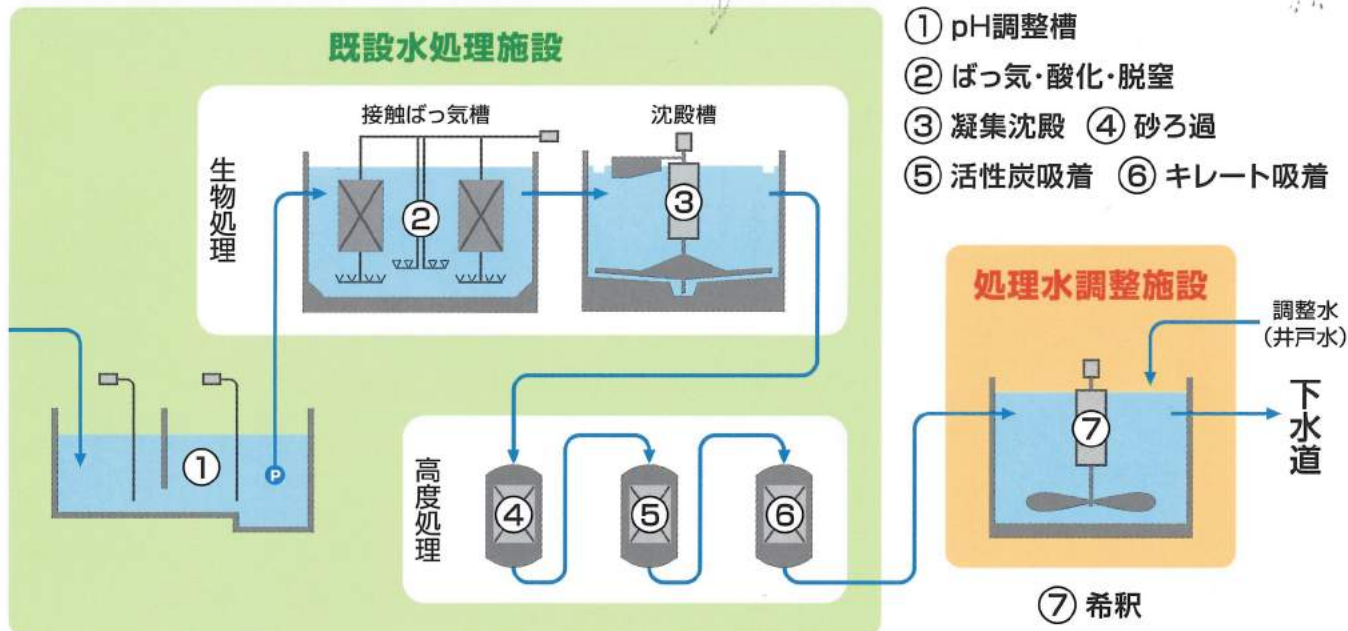 既設水処理施設
接触ばっ気槽
沈殿槽
生物処理
②
③
①
P
高度処理
④
⑤
⑥
① pH調整槽
② ばっ気・酸化・脱窒
③ 凝集沈殿 ④ 砂ろ過
⑤ 活性炭吸着 ⑥ キレート吸着
処理水調整施設
調整水
(井戸水)
⑦
下水道
⑦ 希釈